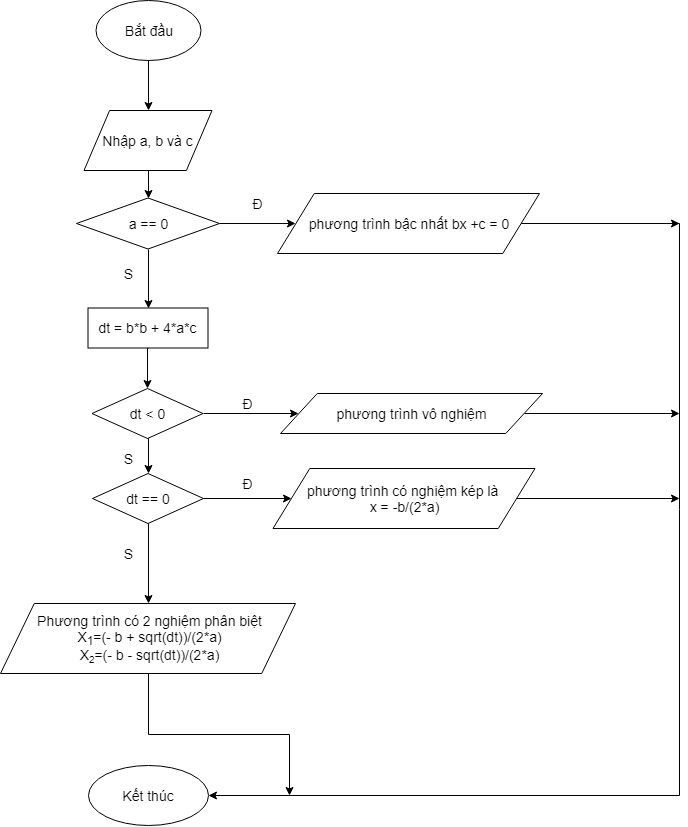 Bắt đầu
Nhập a, b và c
a == 0
Đ
phương trình bậc nhất bx +c = 0
S
dt = b*b + 4*a*c
dt < 0
Đ
phương trình vô nghiệm
S
dt == 0
Đ
phương trình có nghiệm kép là
x = -b/(2*a)
S
Phương trình có 2 nghiệm phân biệt
X₁=(- b + sqrt(dt))/(2*a)
X₂=(- b - sqrt(dt))/(2*a)
Kết thúc